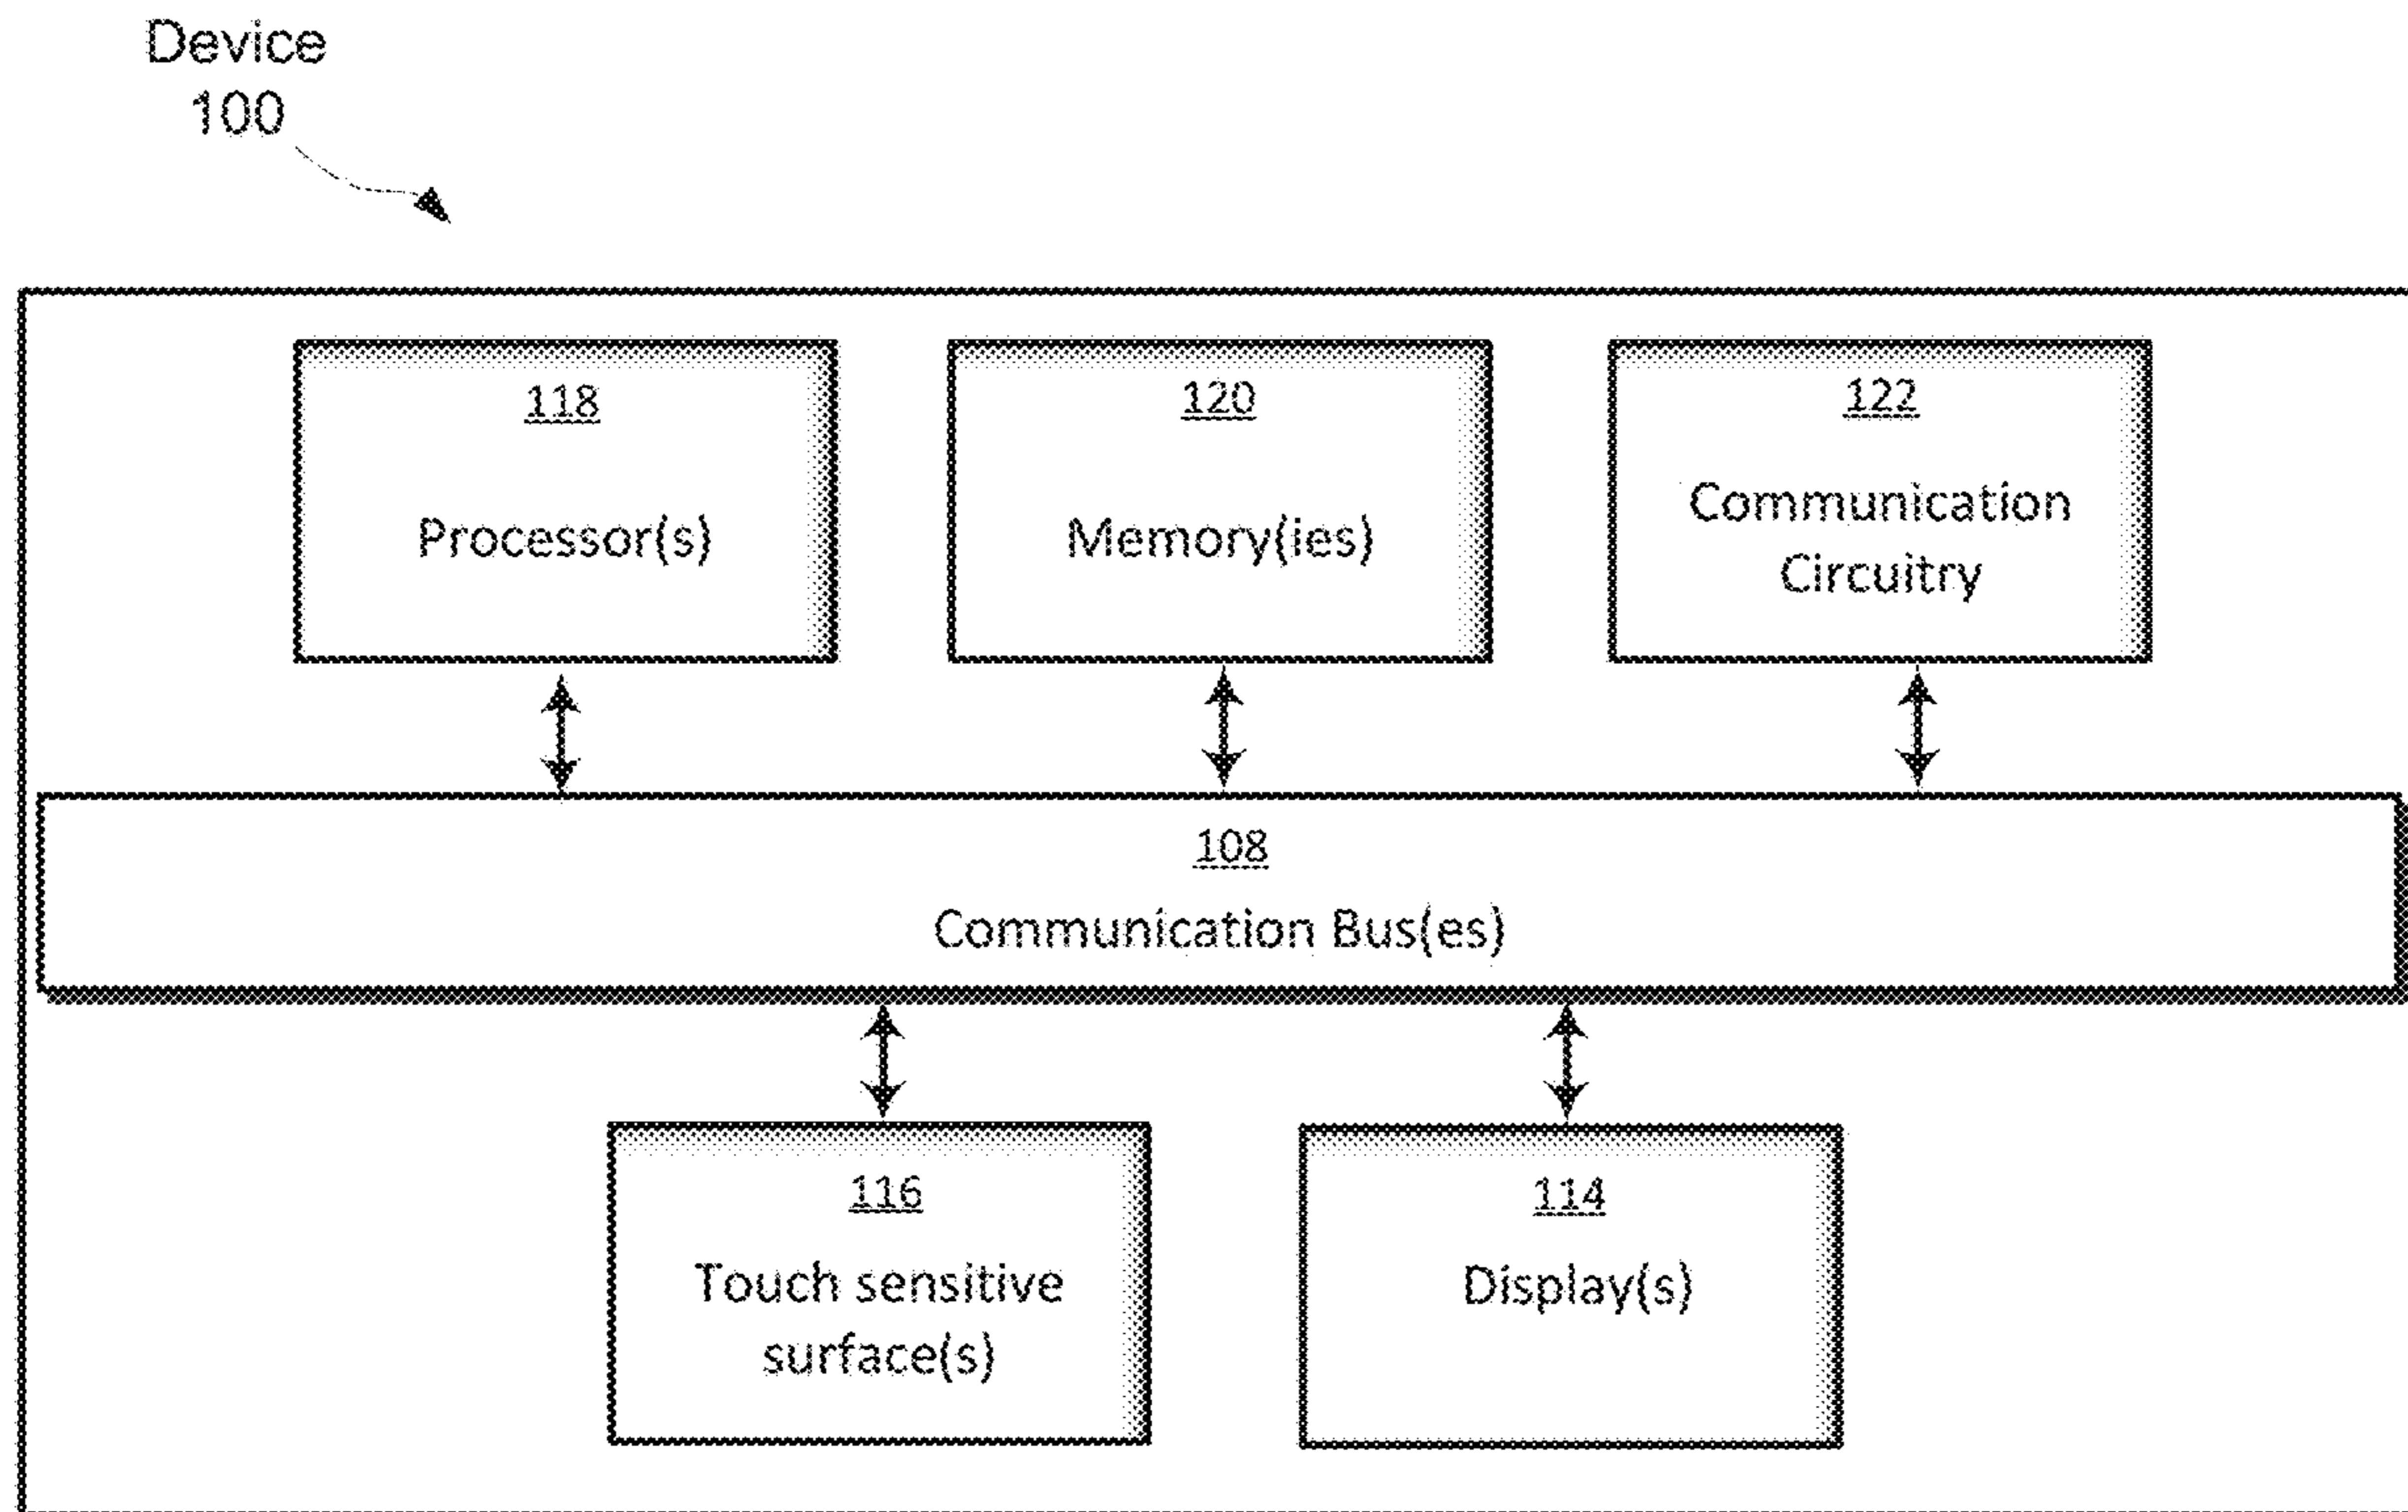 Device
100
118
Processor(s)
120
Memory(ies)
122
Communication
Circuitry
108
Communication Bus(es)
116
Touch sensitive
surface(s)
114
Display(s)